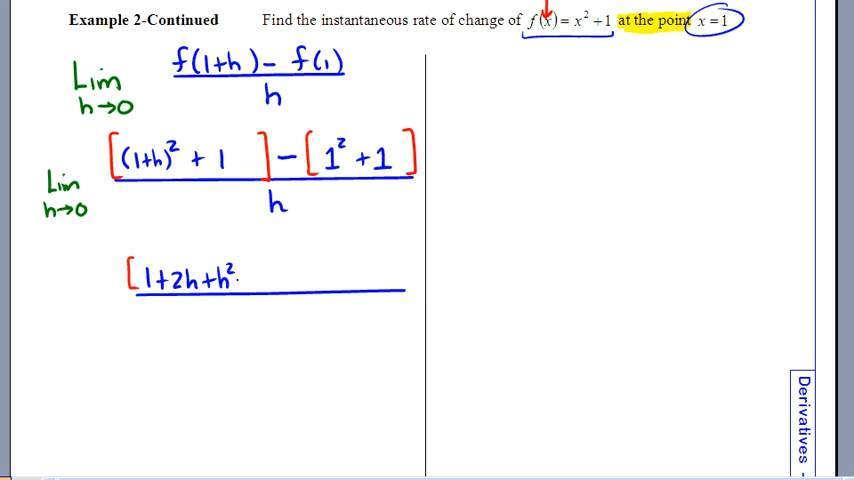 Example 2-Continued Find the instantaneous rate of change of f(x) = x² + 1 at the point x = 1
f(1+h) - f(1)
Lim
h→0
h
[(1+h)² + 1 ] - [1² + 1 ]
Lim
h→0
h
[1+2h+h²
Derivatives -